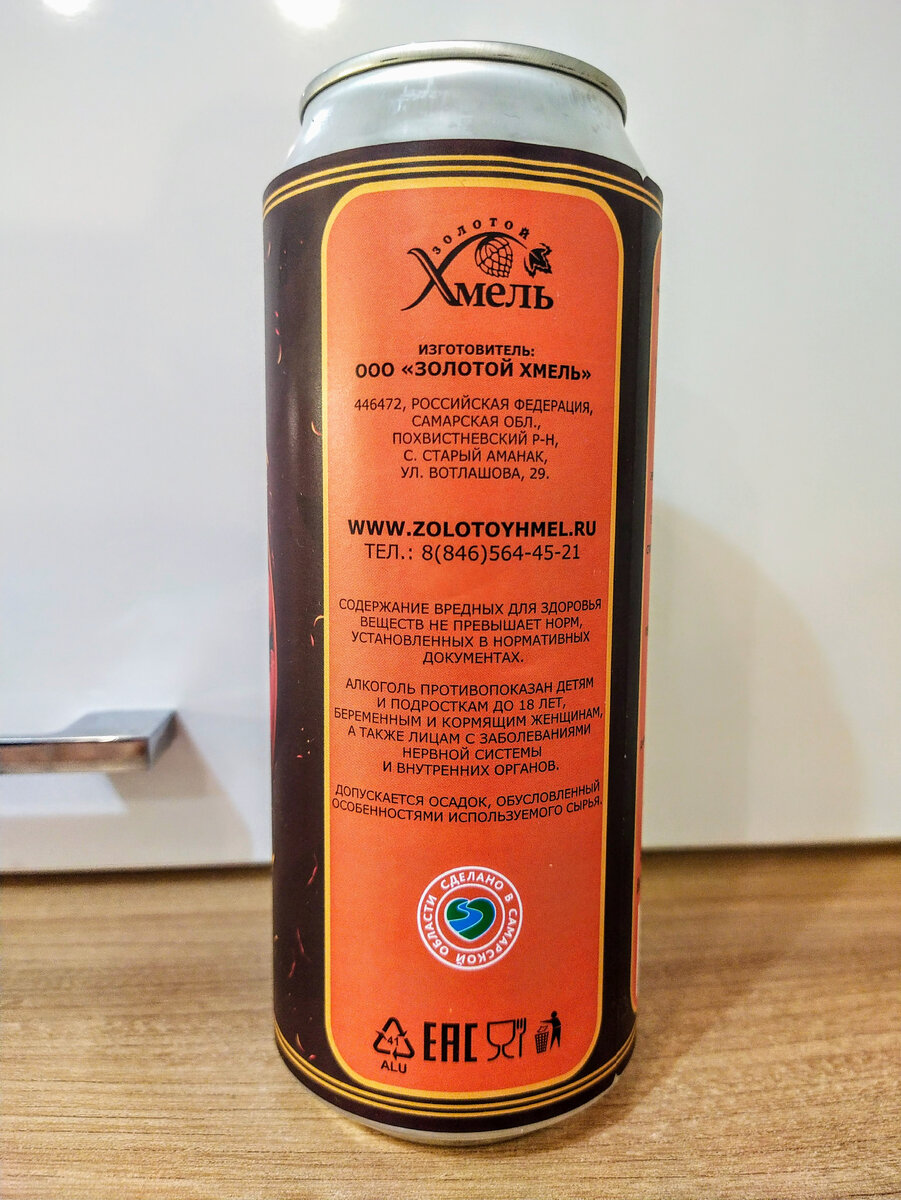 ЗОЛОТОЙ
Хмель
ИЗГОТОВИТЕЛЬ:
ООО «ЗОЛОТОЙ ХМЕЛЬ»
446472, РОССИЙСКАЯ ФЕДЕРАЦИЯ,
САМАРСКАЯ ОБЛ.,
ПОХВИСТНЕВСКИЙ Р-Н,
С. СТАРЫЙ АМАНАК,
УЛ. ВОТЛАШОВА, 29.
WWW.ZOLOTOYHMEL.RU
ТЕЛ.: 8(846)564-45-21
СОДЕРЖАНИЕ ВРЕДНЫХ ДЛЯ ЗДОРОВЬЯ
ВЕЩЕСТВ НЕ ПРЕВЫШАЕТ НОРМ,
УСТАНОВЛЕННЫХ В НОРМАТИВНЫХ
ДОКУМЕНТАХ.
АЛКОГОЛЬ ПРОТИВОПОКАЗАН ДЕТЯМ
И ПОДРОСТКАМ ДО 18 ЛЕТ,
БЕРЕМЕННЫМ И КОРМЯЩИМ ЖЕНЩИНАМ,
А ТАКЖЕ ЛИЦАМ С ЗАБОЛЕВАНИЯМИ
НЕРВНОЙ СИСТЕМЫ
И ВНУТРЕННИХ ОРГАНОВ.
ДОПУСКАЕТСЯ ОСАДОК, ОБУСЛОВЛЕННЫЙ
ОСОБЕННОСТЯМИ ИСПОЛЬЗУЕМОГО СЫРЬЯ.
СДЕЛАНО В САМАРСКОЙ ОБЛАСТИ
41
ALU
EAC